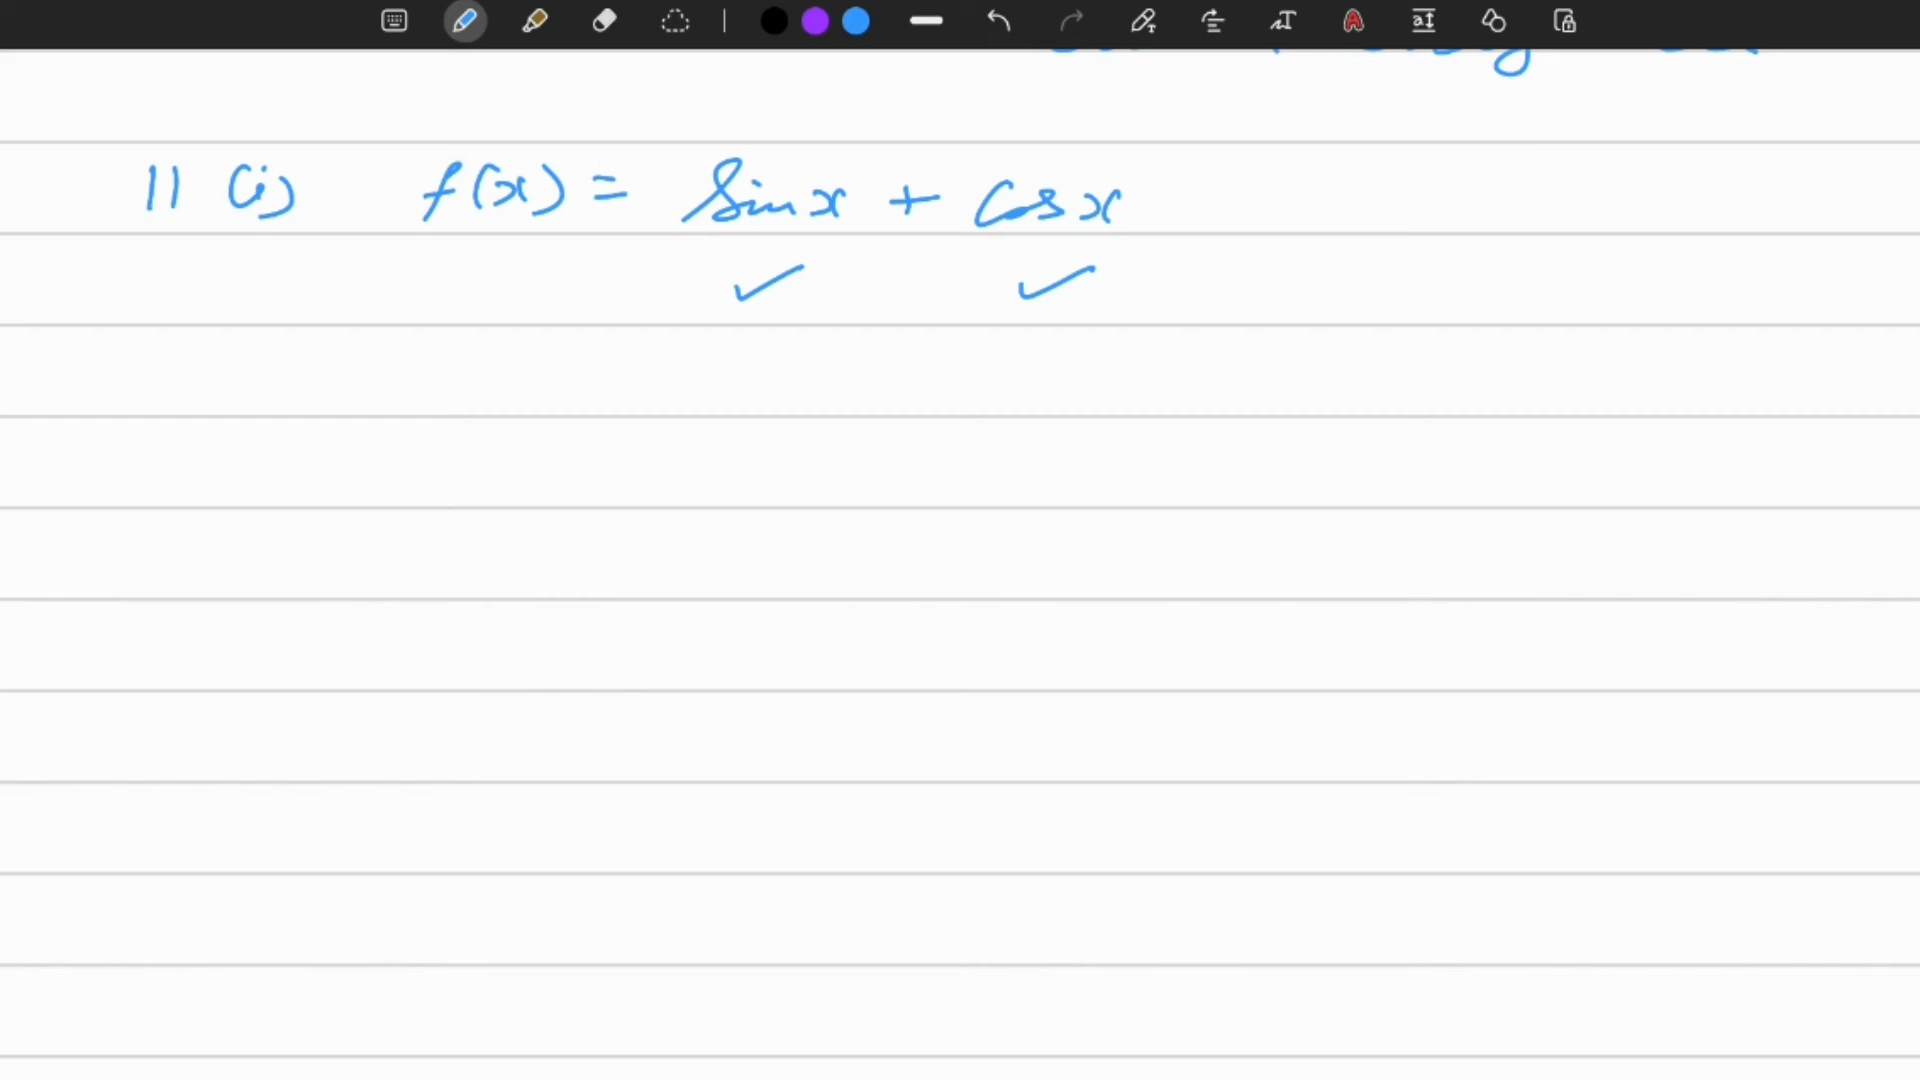 11 (i) f(x) = Sin x + Cos x
✓ ✓